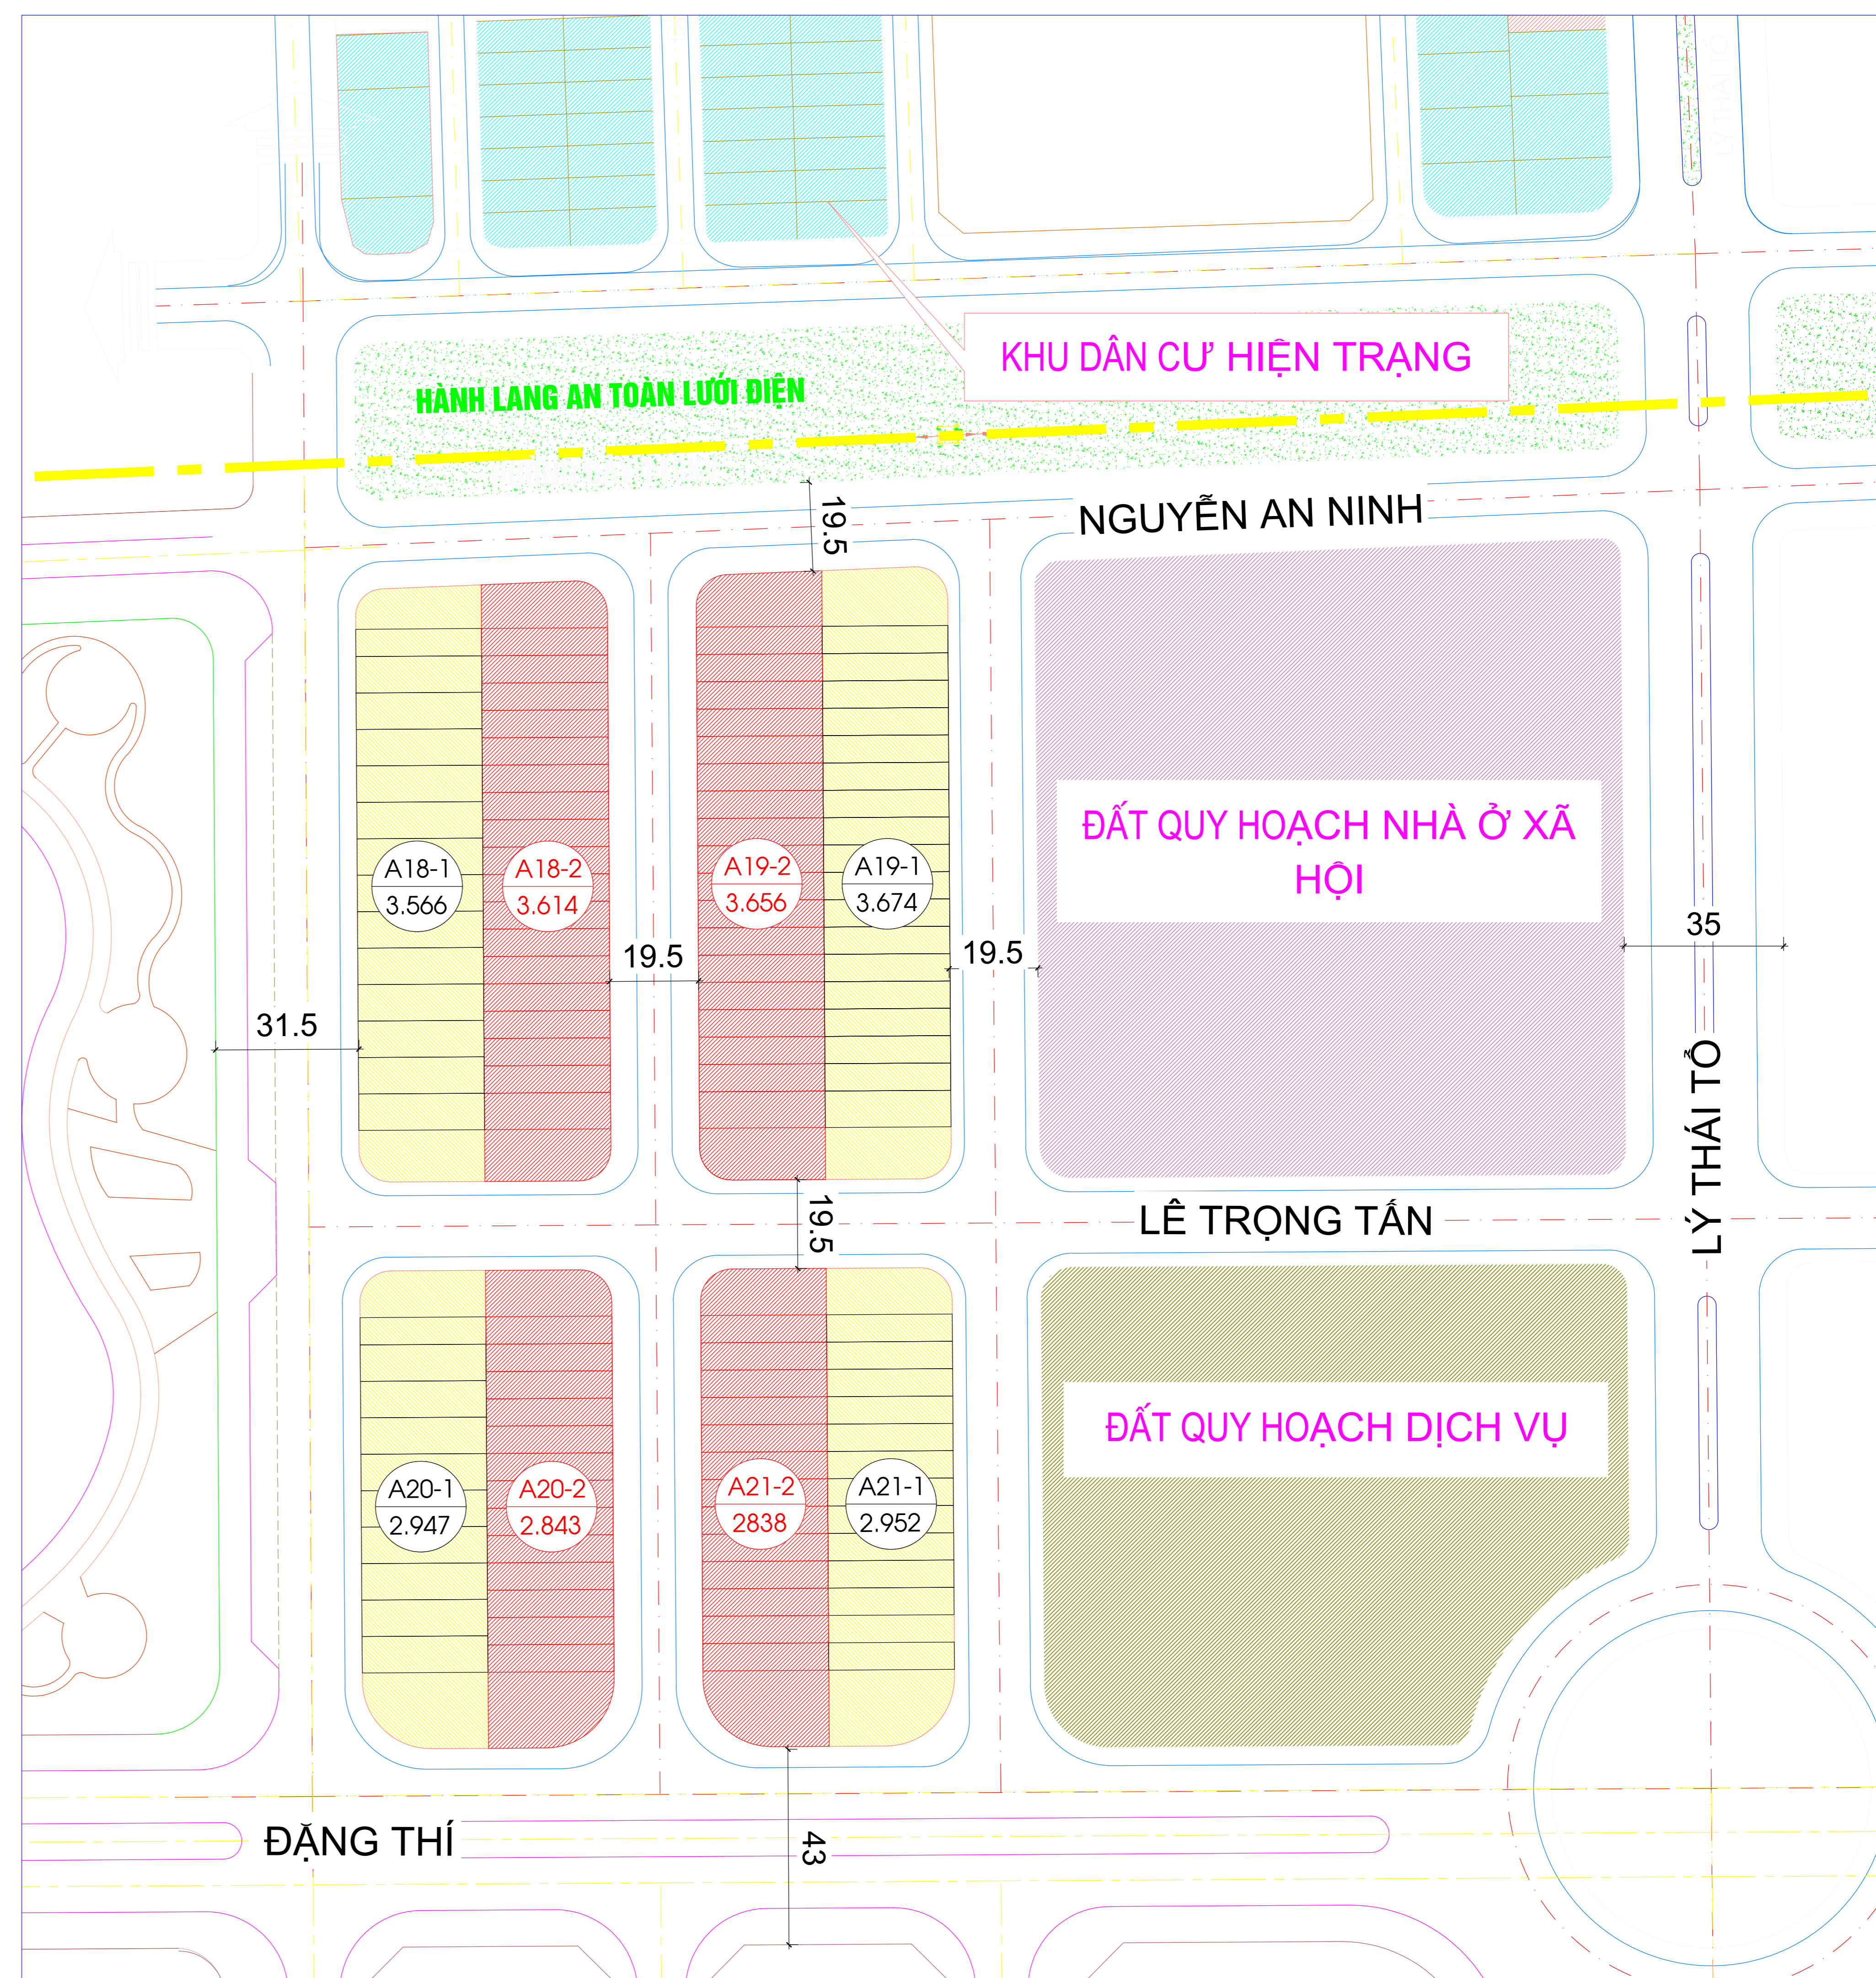 LÝ THÁI TỔ
KHU DÂN CƯ HIỆN TRẠNG
HÀNH LANG AN TOÀN LƯỚI ĐIỆN
19.5
NGUYỄN AN NINH
ĐẤT QUY HOẠCH NHÀ Ở XÃ
HỘI
A18-1
3.566
A18-2
3.614
A19-2
3.656
A19-1
3.674
19.5
19.5
35
31.5
LÝ THÁI TỔ
19.5
LÊ TRỌNG TẤN
ĐẤT QUY HOẠCH DỊCH VỤ
A20-1
2.947
A20-2
2.843
A21-2
2838
A21-1
2.952
ĐẶNG THÍ
43